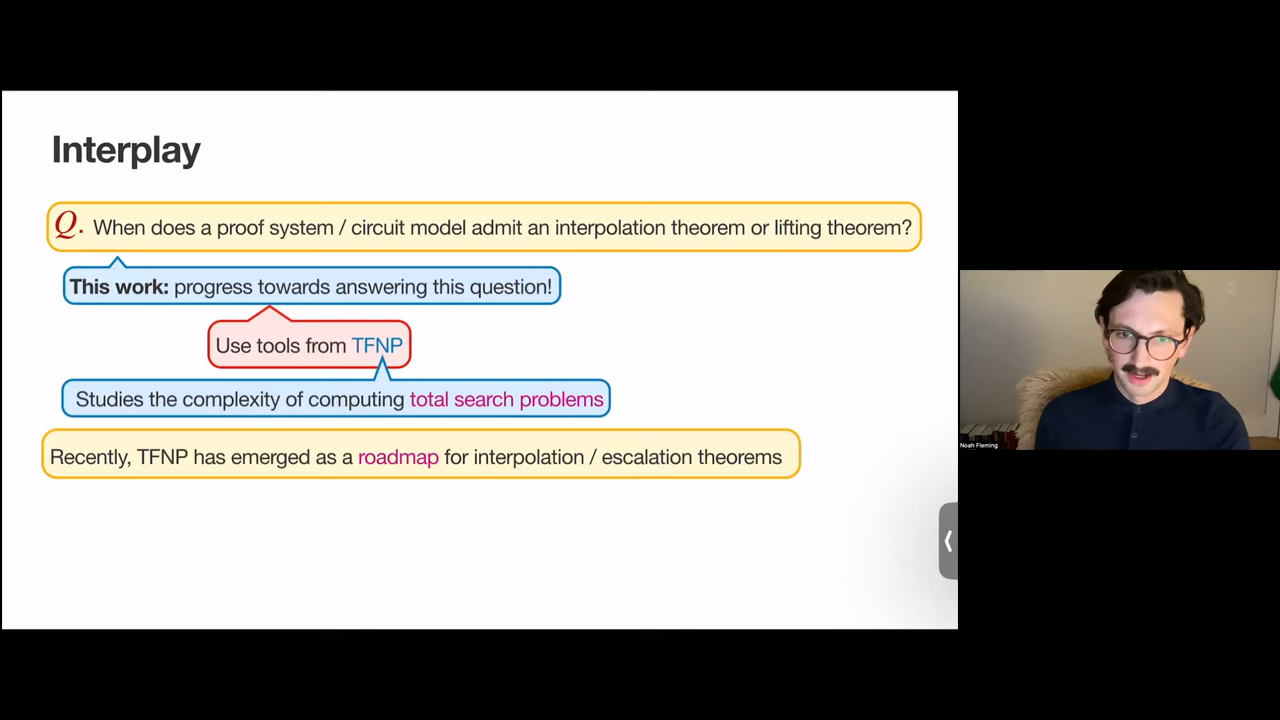 Interplay
Q. When does a proof system / circuit model admit an interpolation theorem or lifting theorem?
This work: progress towards answering this question!
Use tools from TFNP
Studies the complexity of computing total search problems
Recently, TFNP has emerged as a roadmap for interpolation / escalation theorems
Noah Fleming